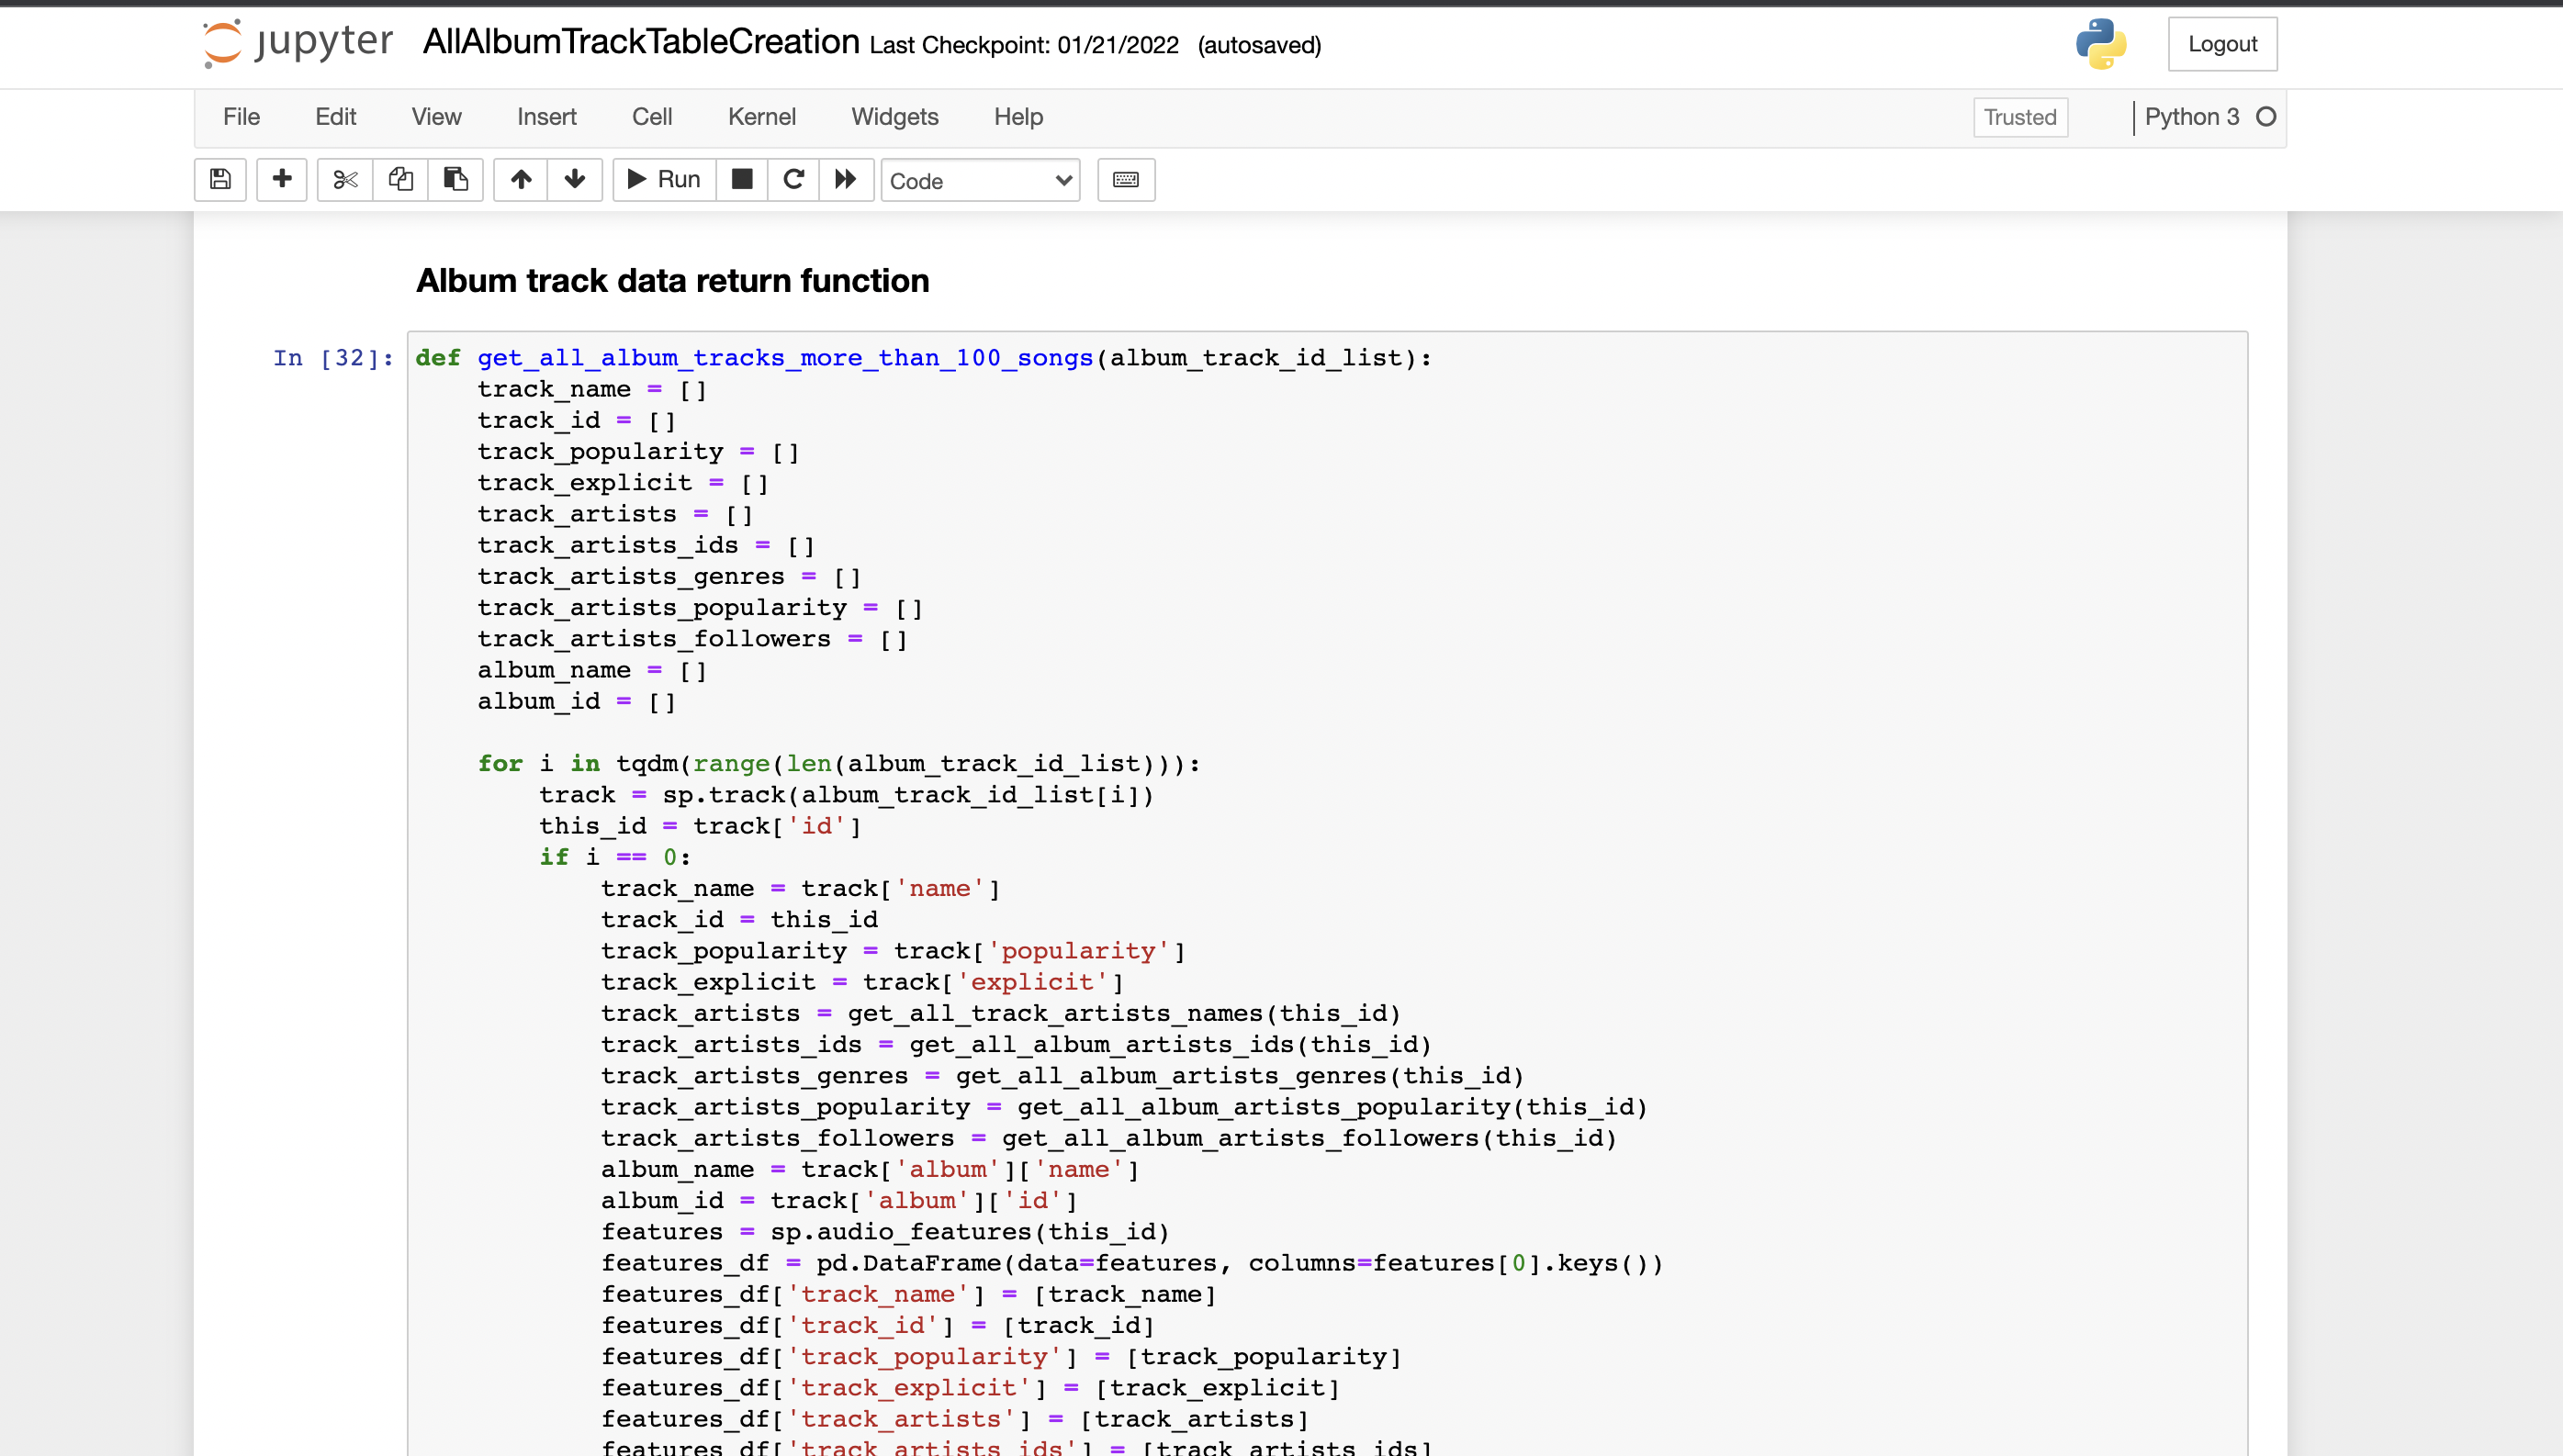 jupyter AllAlbumTrackTableCreation Last Checkpoint: 01/21/2022 (autosaved) Logout
File Edit View Insert Cell Kernel Widgets Help Trusted Python 3
Run Code
Album track data return function
In [32]: def get_all_album_tracks_more_than_100_songs(album_track_id_list):
    track_name = []
    track_id = []
    track_popularity = []
    track_explicit = []
    track_artists = []
    track_artists_ids = []
    track_artists_genres = []
    track_artists_popularity = []
    track_artists_followers = []
    album_name = []
    album_id = []
    for i in tqdm(range(len(album_track_id_list))):
        track = sp.track(album_track_id_list[i])
        this_id = track['id']
        if i == 0:
            track_name = track['name']
            track_id = this_id
            track_popularity = track['popularity']
            track_explicit = track['explicit']
            track_artists = get_all_track_artists_names(this_id)
            track_artists_ids = get_all_album_artists_ids(this_id)
            track_artists_genres = get_all_album_artists_genres(this_id)
            track_artists_popularity = get_all_album_artists_popularity(this_id)
            track_artists_followers = get_all_album_artists_followers(this_id)
            album_name = track['album']['name']
            album_id = track['album']['id']
            features = sp.audio_features(this_id)
            features_df = pd.DataFrame(data=features, columns=features[0].keys())
            features_df['track_name'] = [track_name]
            features_df['track_id'] = [track_id]
            features_df['track_popularity'] = [track_popularity]
            features_df['track_explicit'] = [track_explicit]
            features_df['track_artists'] = [track_artists]
            features_df['track_artists_ids'] = [track_artists_ids]